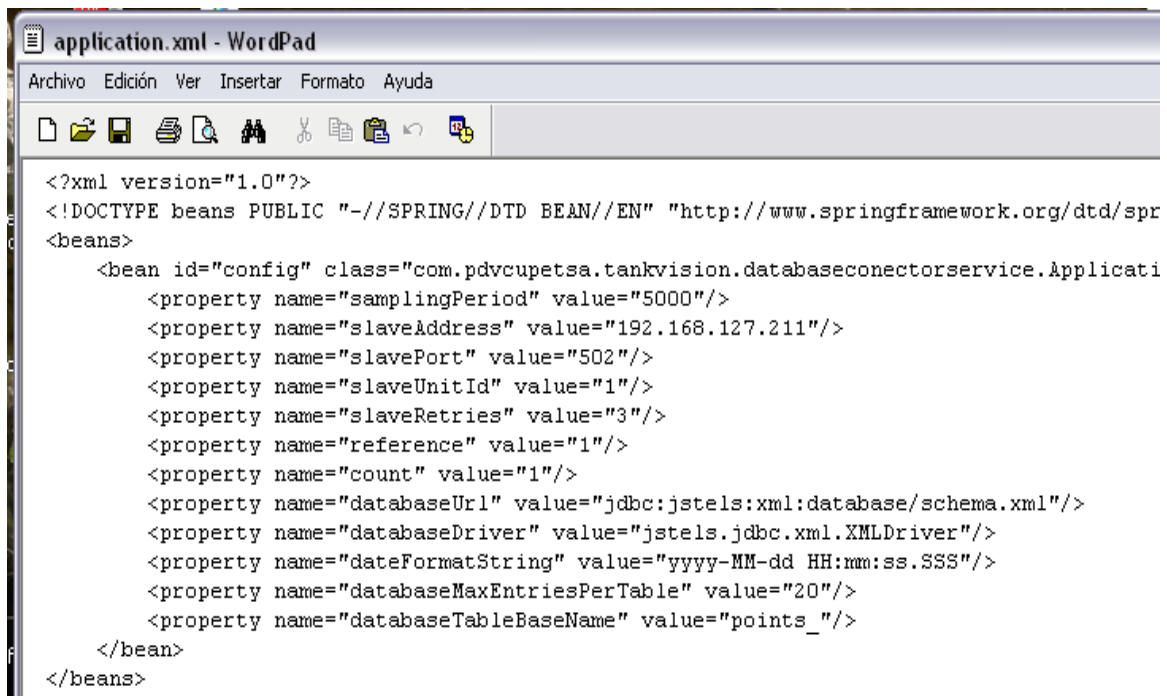 application.xml - WordPad
Archivo Edición Ver Insertar Formato Ayuda
<?xml version="1.0"?>
<!DOCTYPE beans PUBLIC "-//SPRING//DTD BEAN//EN" "http://www.springframework.org/dtd/spr
<beans>
    <bean id="config" class="com.pdvcupetsa.tankvision.databaseconectorservice.Applicati
        <property name="samplingPeriod" value="5000"/>
        <property name="slaveAddress" value="192.168.127.211"/>
        <property name="slavePort" value="502"/>
        <property name="slaveUnitId" value="1"/>
        <property name="slaveRetries" value="3"/>
        <property name="reference" value="1"/>
        <property name="count" value="1"/>
        <property name="databaseUrl" value="jdbc:jstels:xml:database/schema.xml"/>
        <property name="databaseDriver" value="jstels.jdbc.xml.XMLDriver"/>
        <property name="dateFormatString" value="yyyy-MM-dd HH:mm:ss.SSS"/>
        <property name="databaseMaxEntriesPerTable" value="20"/>
        <property name="databaseTableBaseName" value="points_"/>
    </bean>
</beans>